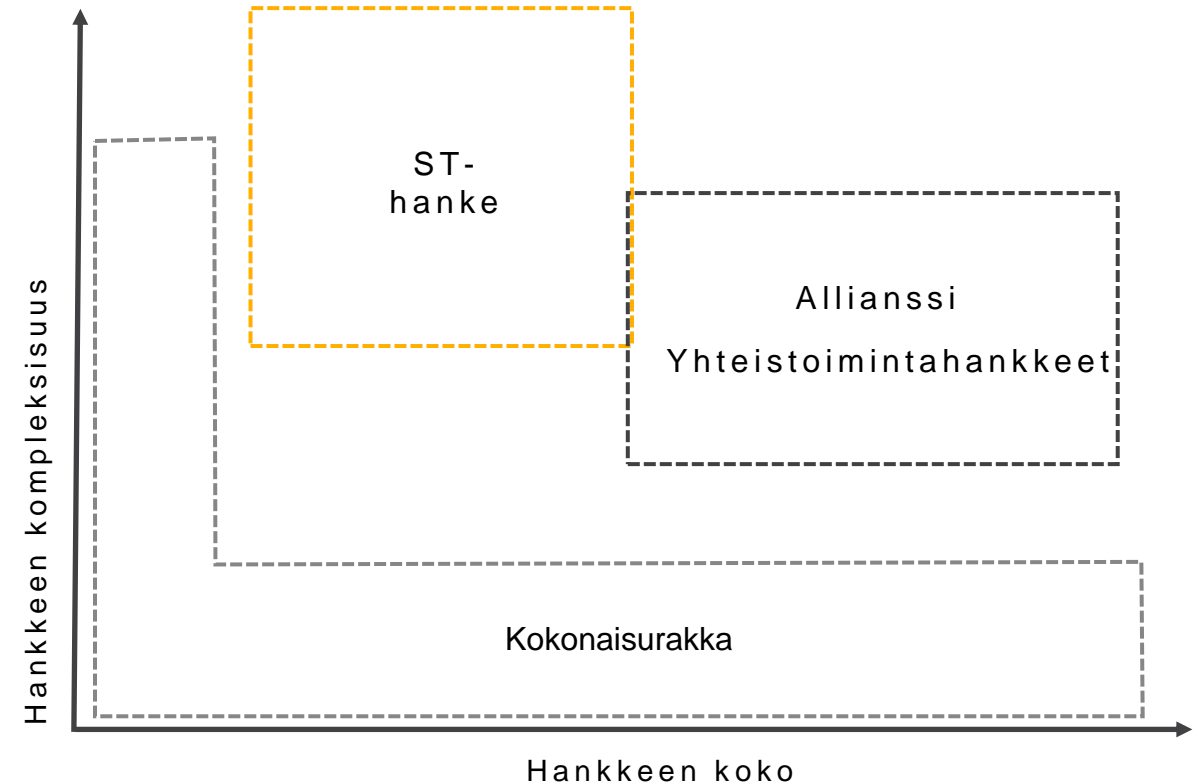 ST-
hanke
Allianssi
Yhteistoimintahankkeet
Kokonaisurakka
Hankkeen kompleksisuus
Hankkeen koko